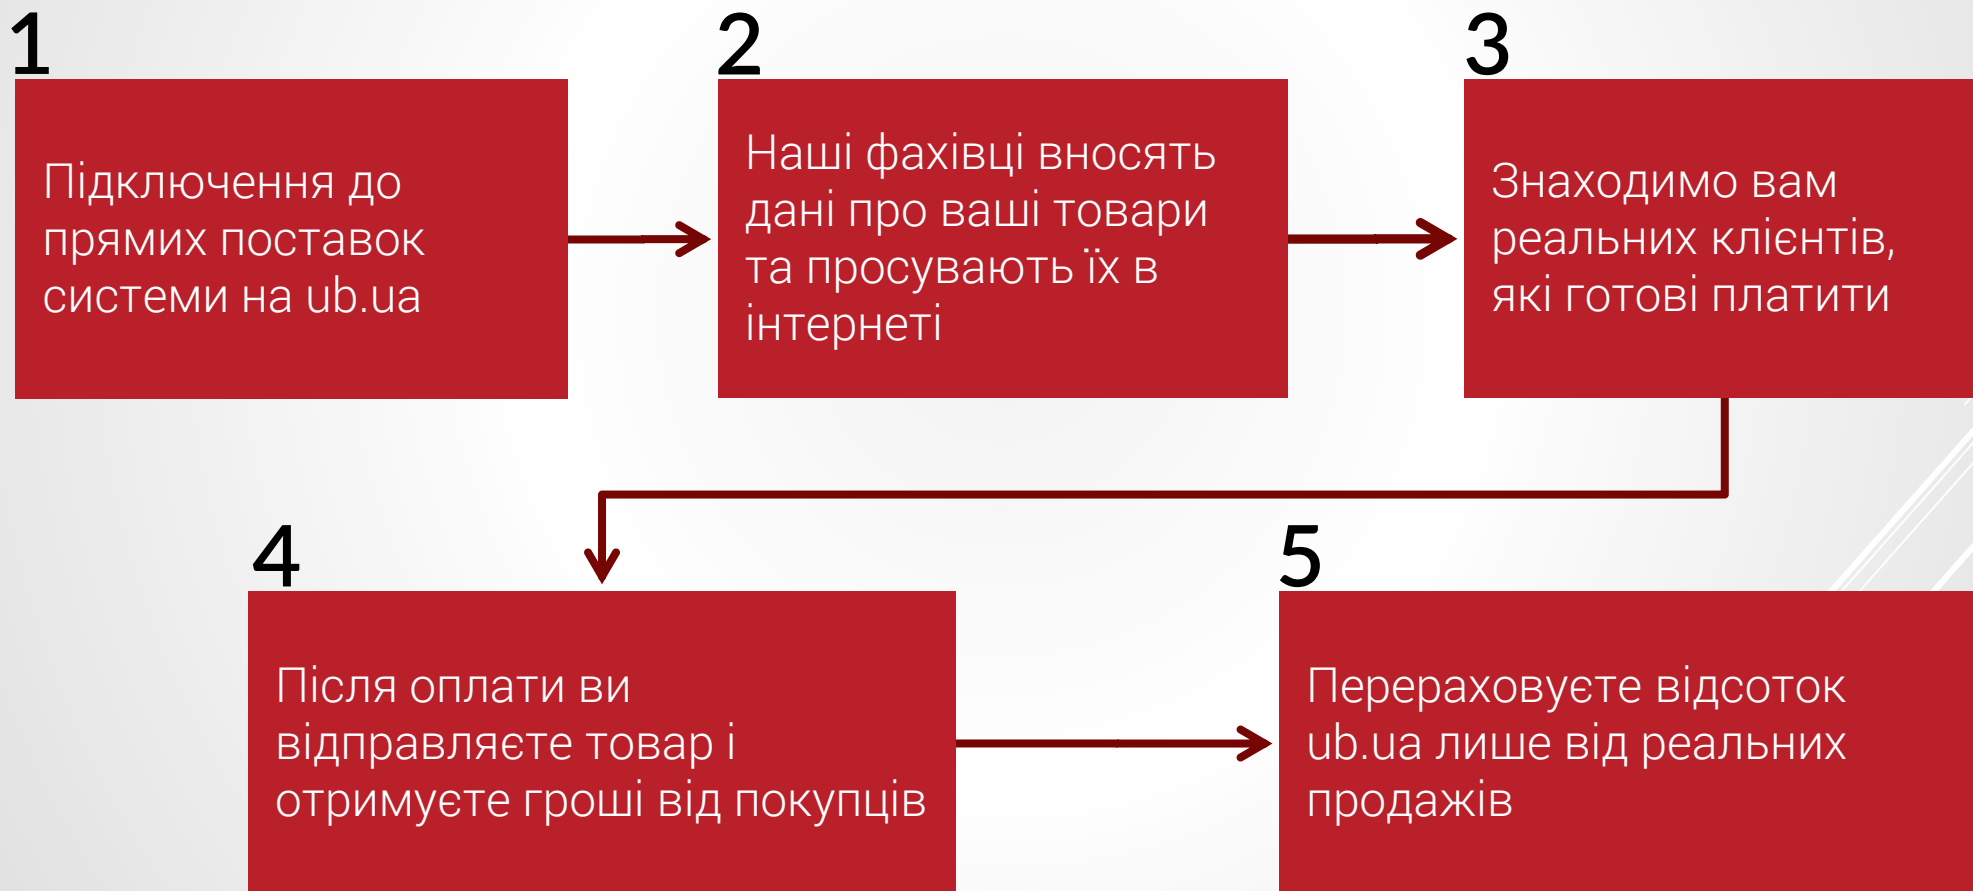 1
Підключення до
прямих поставок
системи на ub.ua
2
Наші фахівці вносять
дані про ваші товари
та просувають їх в
інтернеті
3
Знаходимо вам
реальних клієнтів,
які готові платити
4
Після оплати ви
відправляєте товар і
отримуєте гроші від покупців
5
Перераховуєте відсоток
ub.ua лише від реальних
продажів